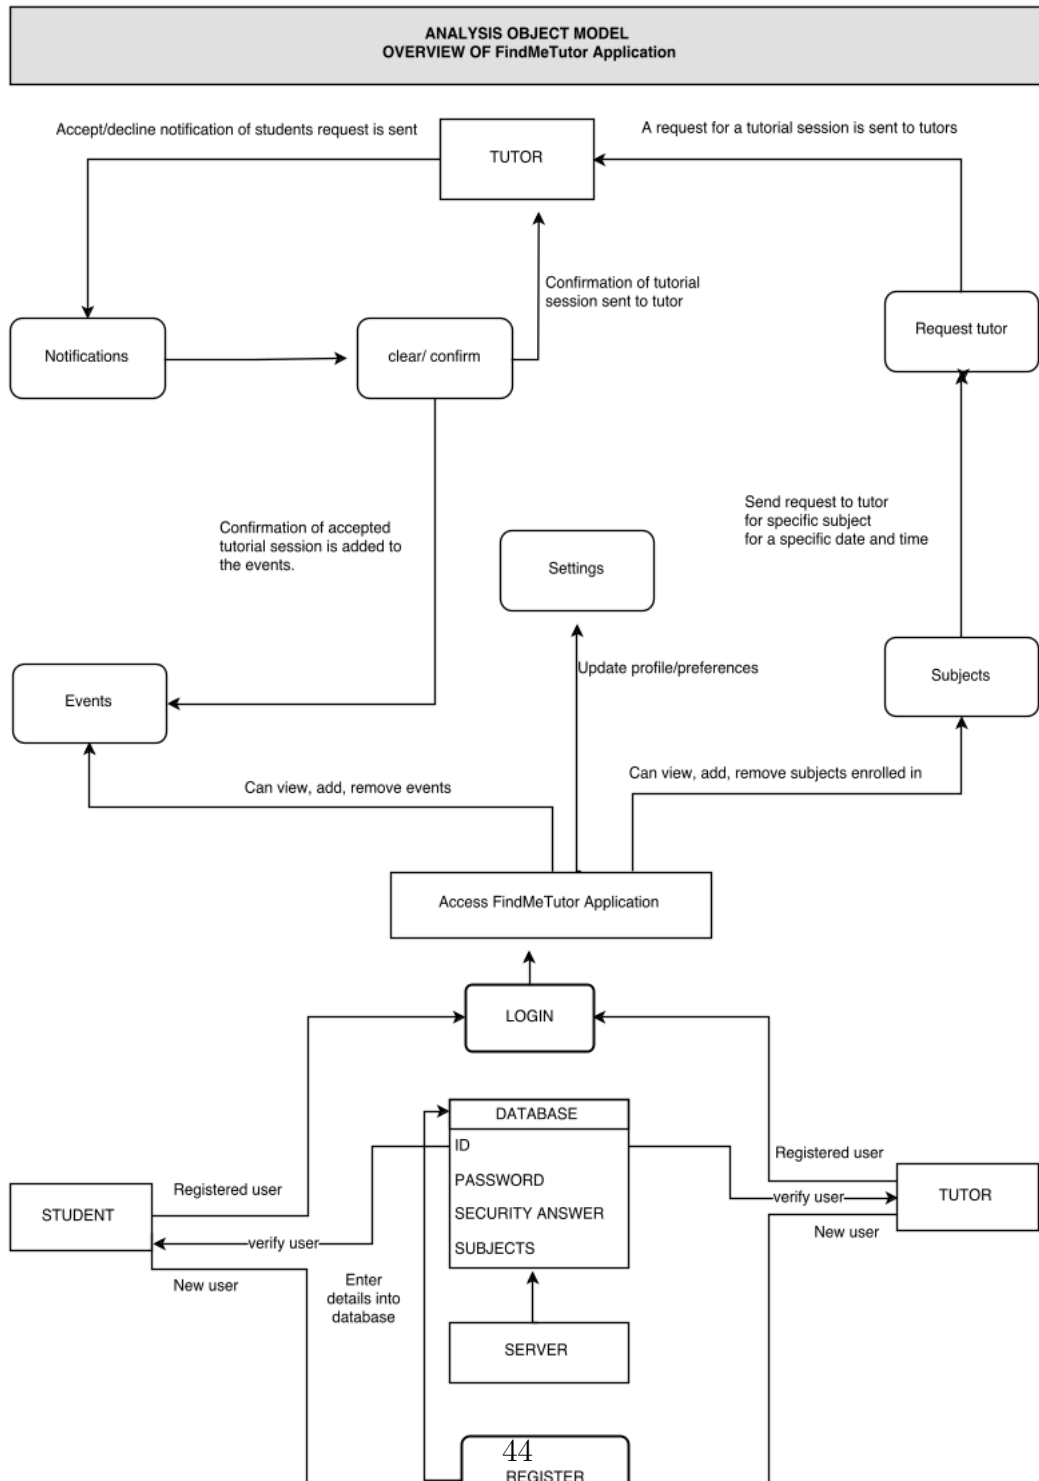 ANALYSIS OBJECT MODEL
OVERVIEW OF FindMeTutor Application
Accept/decline notification of students request is sent
A request for a tutorial session is sent to tutors
TUTOR
Confirmation of tutorial
session sent to tutor
Notifications
clear/ confirm
Request tutor
Send request to tutor
for specific subject
for a specific date and time
Confirmation of accepted
tutorial session is added to
the events.
Settings
Update profile/preferences
Events
Subjects
Can view, add, remove events
Can view, add, remove subjects enrolled in
Access FindMeTutor Application
LOGIN
DATABASE
ID
PASSWORD
SECURITY ANSWER
SUBJECTS
Registered user
STUDENT
verify user
New user
Registered user
verify user
TUTOR
New user
Enter
details into
database
SERVER
44
REGISTER